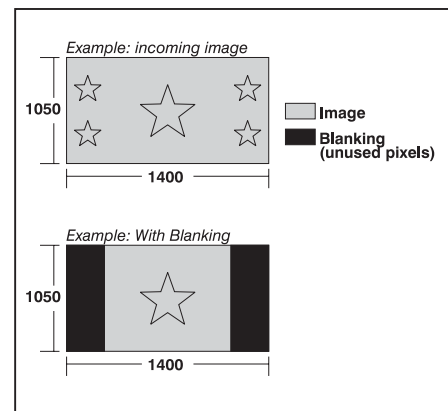 Example: incoming image
1050
1400
Image
Blanking
(unused pixels)
Example: With Blanking
1050
1400